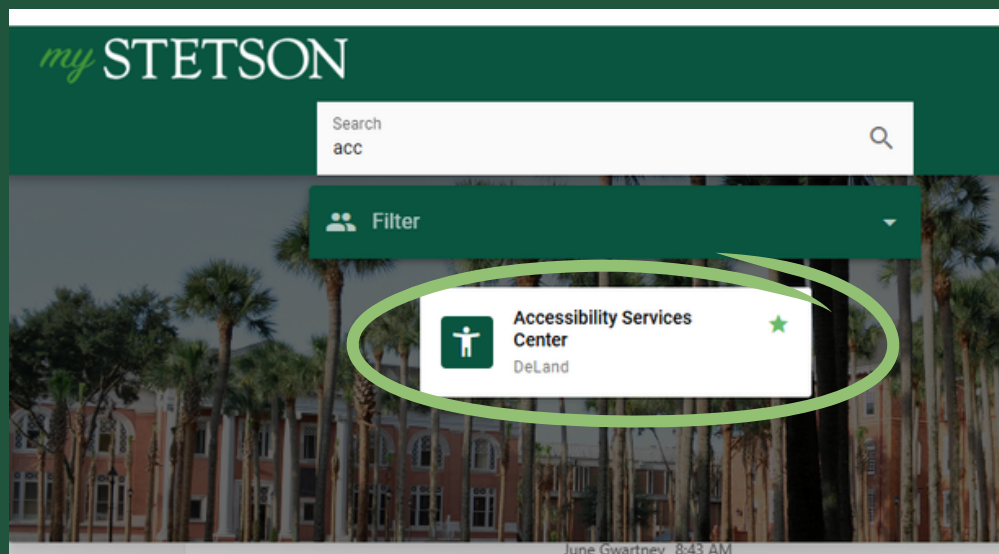 my STETSON
Search
acc
Filter
Accessibility Services
Center
DeLand
June Gwartney 8:43 AM